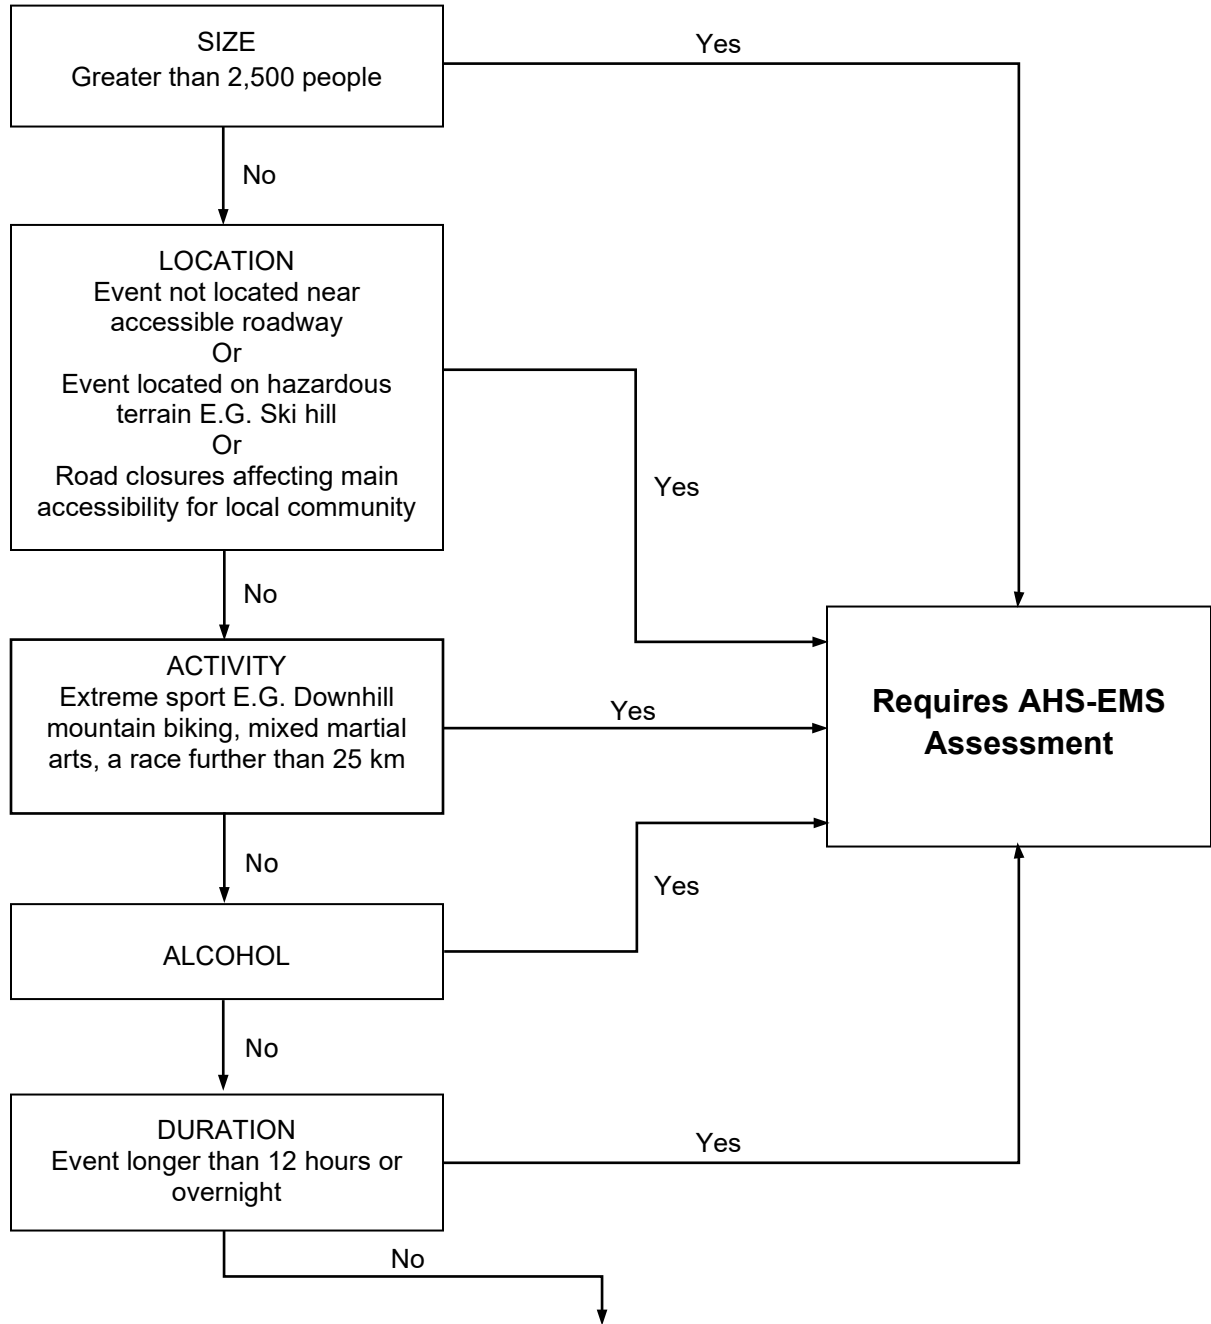 SIZE
Greater than 2,500 people
Yes
No
LOCATION
Event not located near
accessible roadway
Or
Event located on hazardous
terrain E.G. Ski hill
Or
Road closures affecting main
accessibility for local community
Yes
No
ACTIVITY
Extreme sport E.G. Downhill
mountain biking, mixed martial
arts, a race further than 25 km
Yes
Requires AHS-EMS
Assessment
No
ALCOHOL
Yes
No
DURATION
Event longer than 12 hours or
overnight
Yes
No